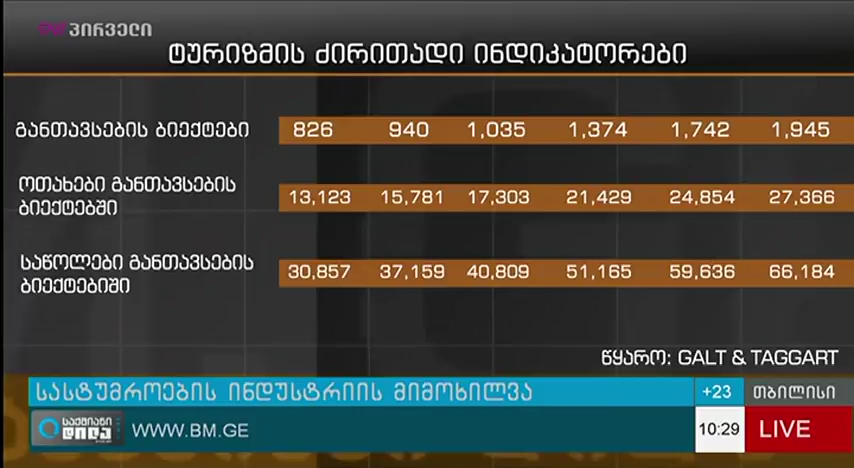 პირველი
ტურიზმის ძირითადი ინდიკატორები
განთავსების ბიექტები 826 940 1,035 1,374 1,742 1,945
ოთახები განთავსების
ბიექტებში 13,123 15,781 17,303 21,429 24,854 27,366
საწოლები განთავსების
ბიექტებიში 30,857 37,159 40,809 51,165 59,636 66,184
წყარო: GALT & TAGGART
სასტუმროების ინდუსტრიის მიმოხილვა +23 თბილისი
საქმიანი
დილა WWW.BM.GE 10:29 LIVE